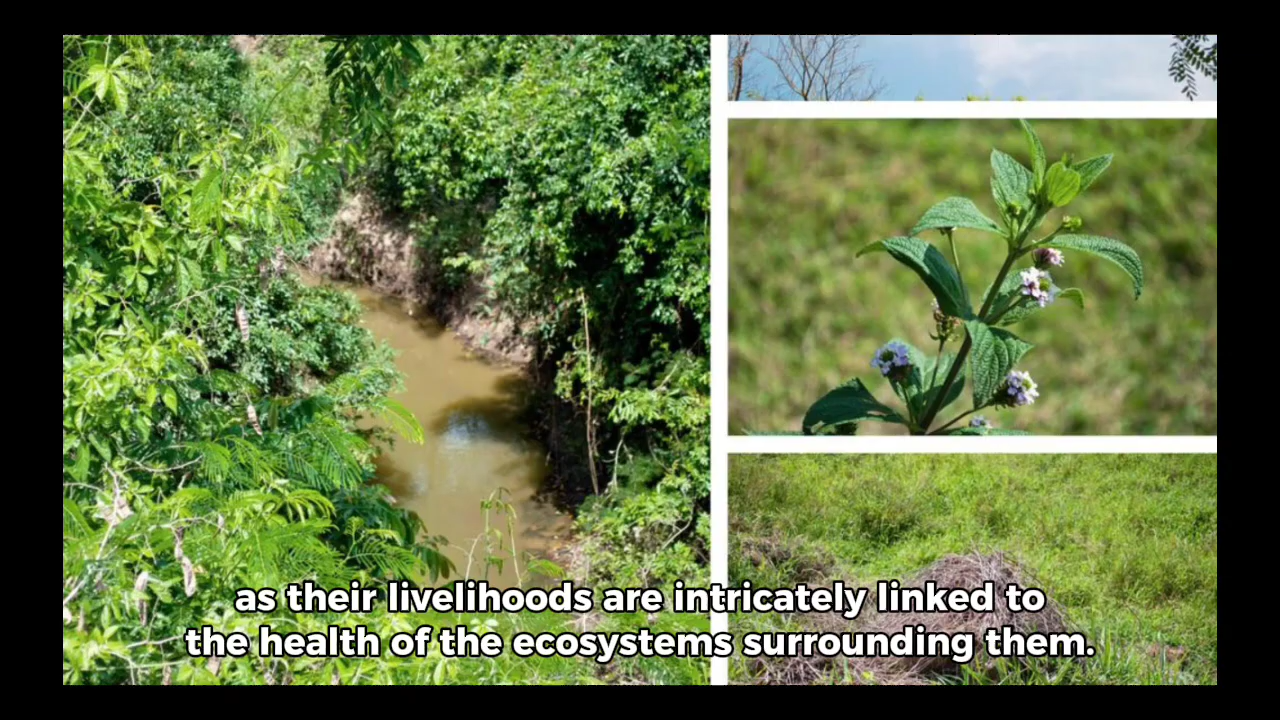 as their livelihoods are intricately linked to
the health of the ecosystems surrounding them.